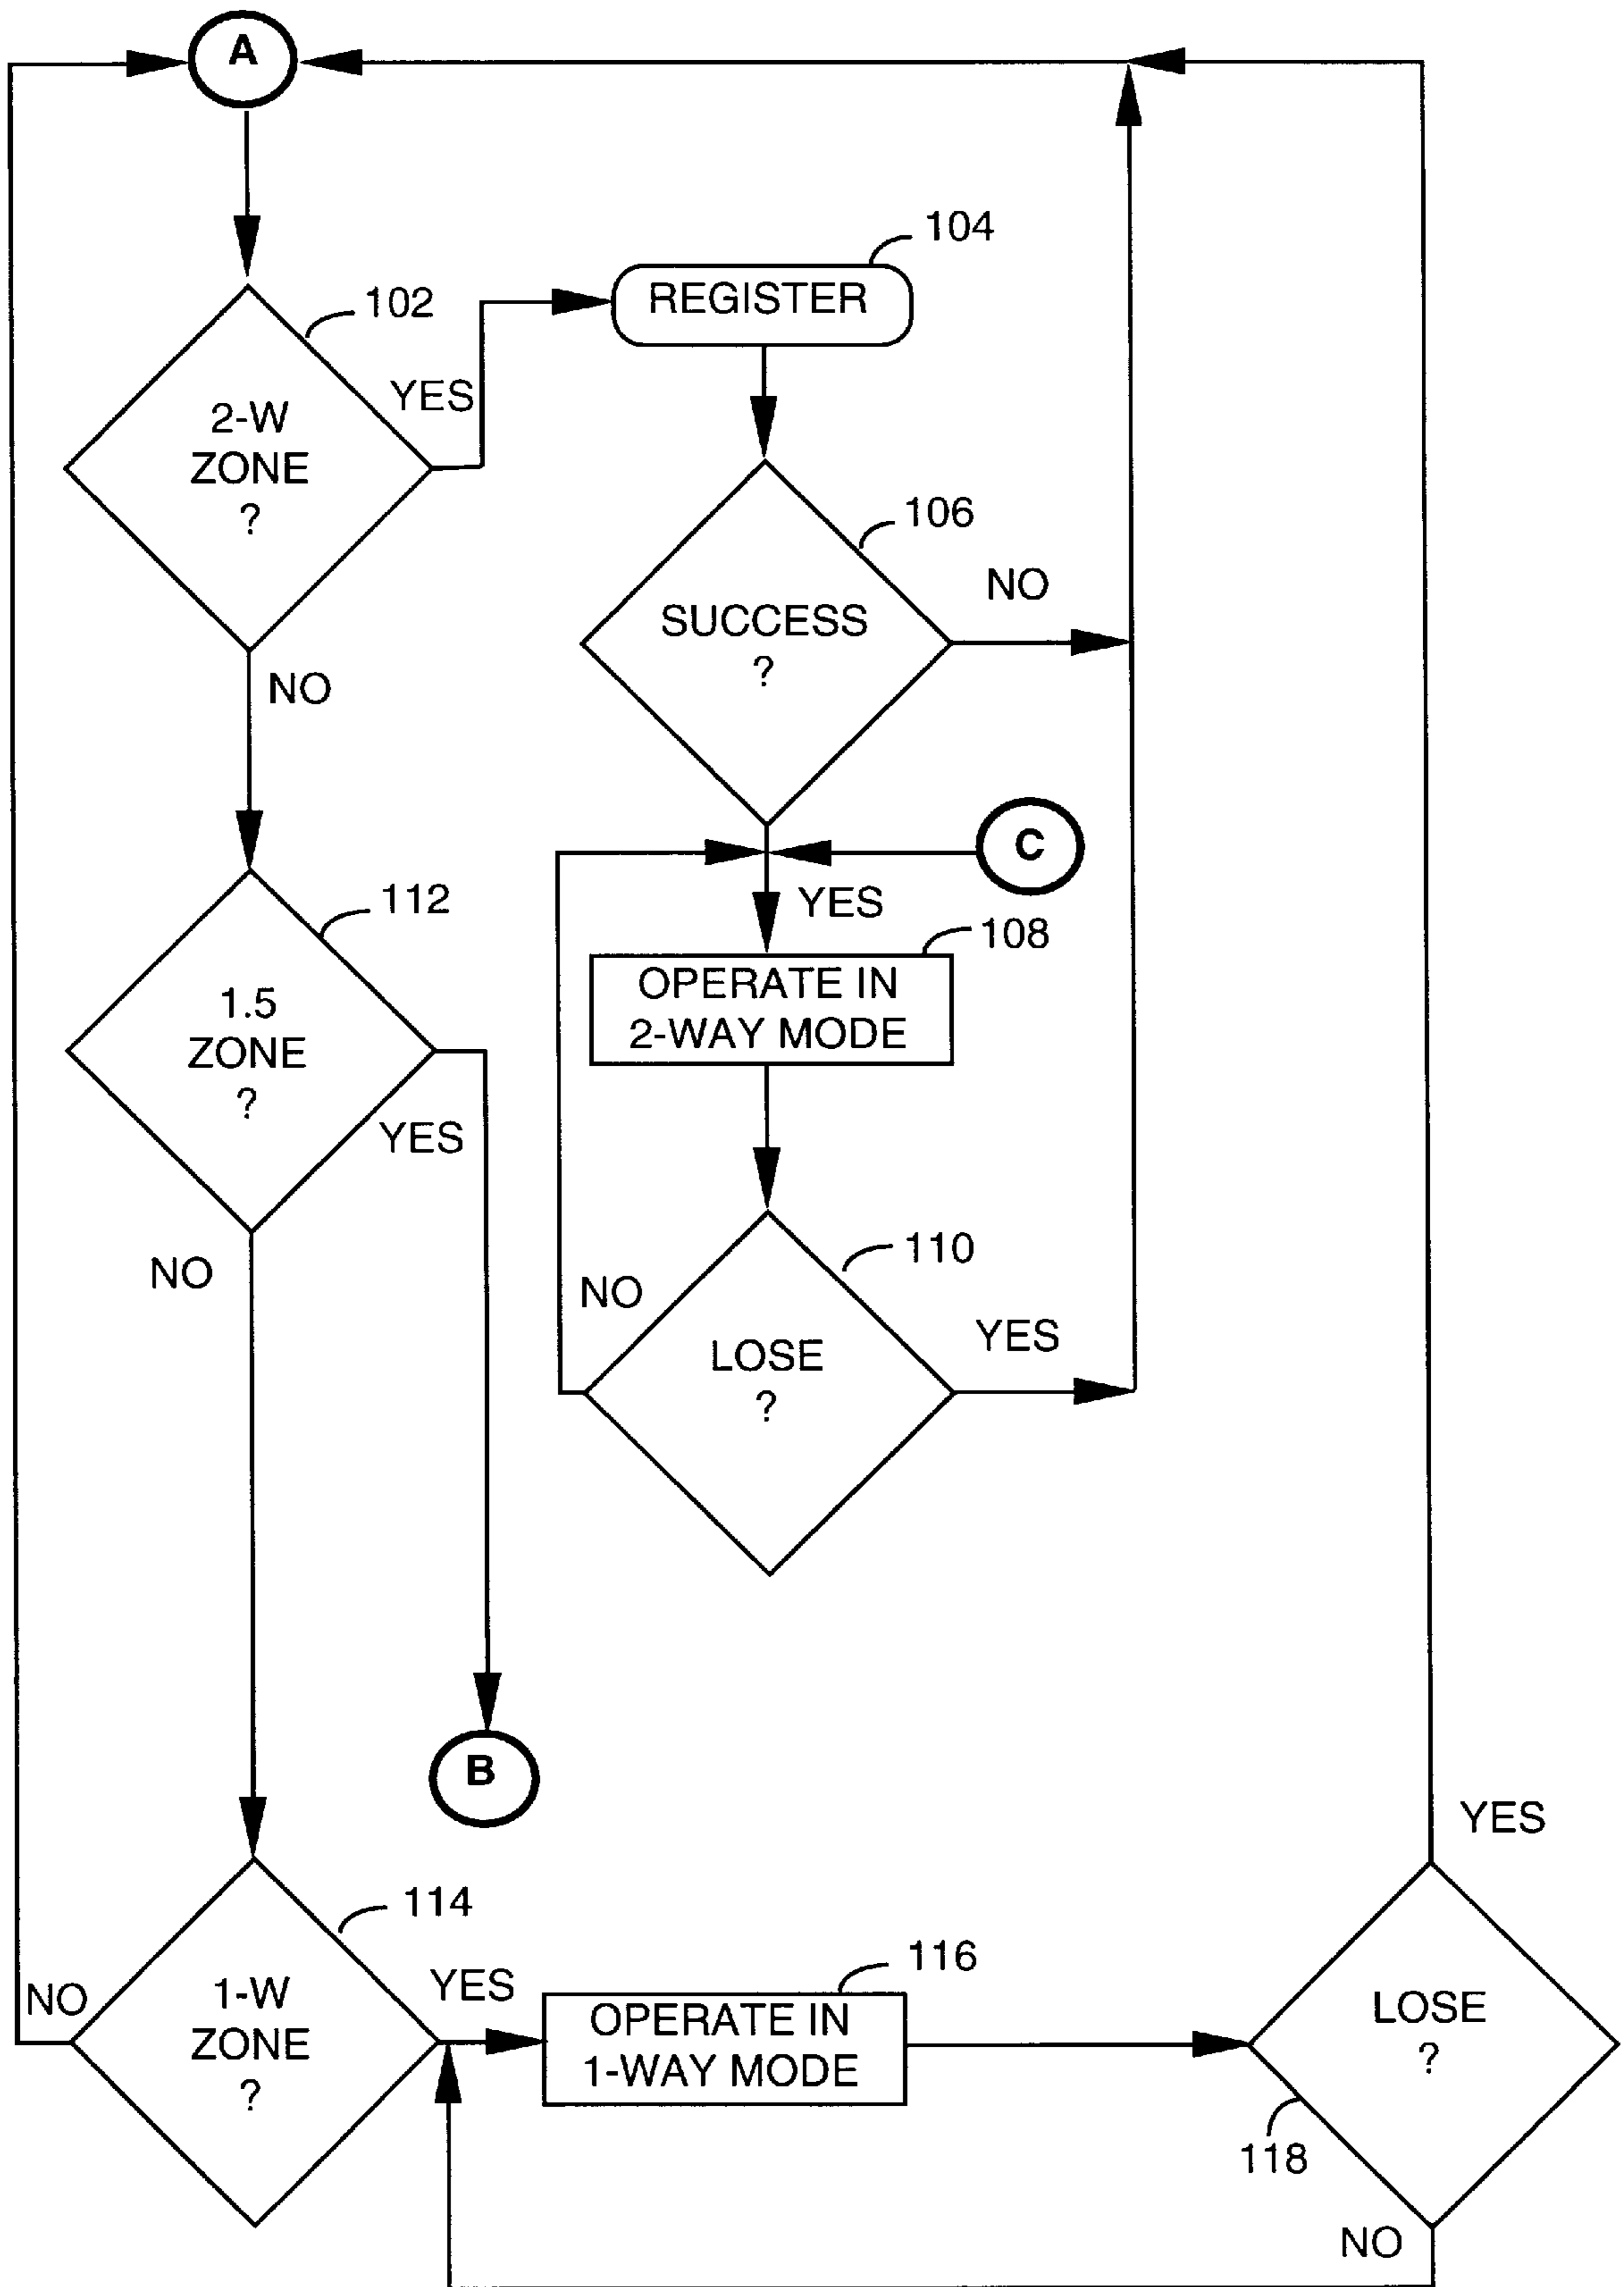 A
104
REGISTER
102
YES
2-W
ZONE
?
106
NO
SUCCESS
?
NO
C
YES
112
108
OPERATE IN
2-WAY MODE
1.5
ZONE
?
YES
110
NO
NO
YES
LOSE
?
B
YES
114
116
YES
NO
1-W
ZONE
?
OPERATE IN
1-WAY MODE
LOSE
?
118
NO